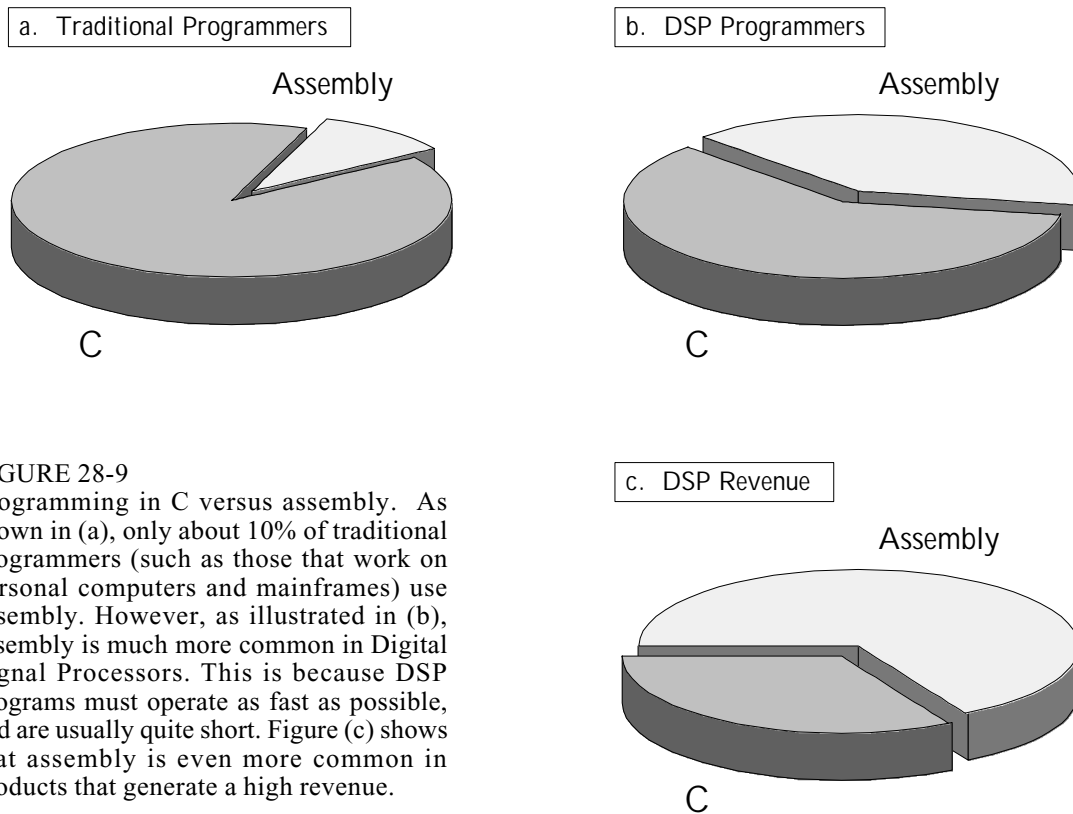 a. Traditional Programmers
Assembly
C
b. DSP Programmers
Assembly
C
GURE 28-9
ogramming in C versus assembly. As
own in (a), only about 10% of traditional
ogrammers (such as those that work on
rsonal computers and mainframes) use
sembly. However, as illustrated in (b),
sembly is much more common in Digital
gnal Processors. This is because DSP
ograms must operate as fast as possible,
d are usually quite short. Figure (c) shows
at assembly is even more common in
oducts that generate a high revenue.
c. DSP Revenue
Assembly
C